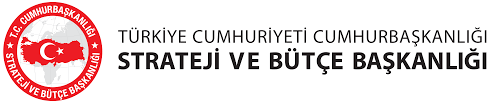 T.C. CUMHURBAŞKANLIĞI
STRATEJİ VE BÜTÇE BAŞKANLIĞI
TÜRKİYE CUMHURİYETİ CUMHURBAŞKANLIĞI
STRATEJİ VE BÜTÇE BAŞKANLIĞI